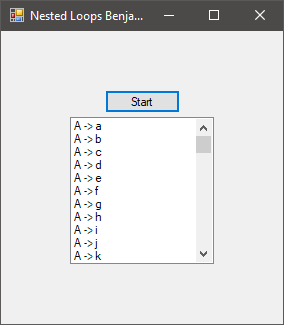 Nested Loops Benja...
Start
A -> a
A -> b
A -> c
A -> d
A -> e
A -> f
A -> g
A -> h
A -> i
A -> j
A -> k